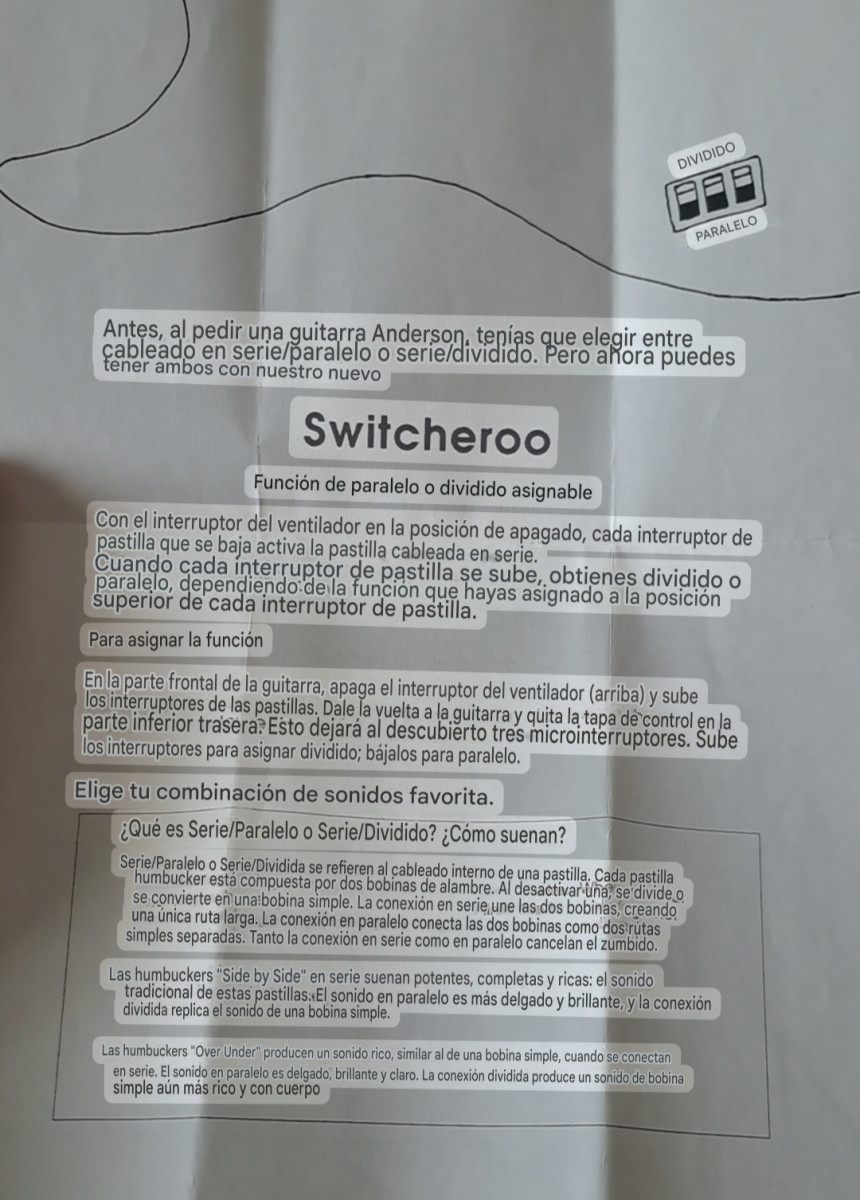 DIVIDIDO
PARALELO
Antes, al pedir una guitarra Anderson, tenías que elegir entre
cableado en serie/paralelo o serie/dividido. Pero ahora puedes
tener ambos con nuestro nuevo
Switcheroo
Función de paralelo o dividido asignable
Con el interruptor del ventilador en la posición de apagado, cada interruptor de
pastilla que se baja activa la pastilla cableada en serie.
Cuando cada interruptor de pastilla se sube, obtienes dividido o
paralelo, dependiendo de la función que hayas asignado a la posición
superior de cada interruptor de pastilla.
Para asignar la función
En la parte frontal de la guitarra, apaga el interruptor del ventilador (arriba) y sube
los interruptores de las pastillas. Dale la vuelta a la guitarra y quita la tapa de control en la
parte inferior trasera. Esto dejará al descubierto tres microinterruptores. Sube
los interruptores para asignar dividido; bájalos para paralelo.
Elige tu combinación de sonidos favorita.
¿Qué es Serie/Paralelo o Serie/Dividido? ¿Cómo suenan?
Serie/Paralelo o Serie/Dividida se refieren al cableado interno de una pastilla. Cada pastilla
humbucker está compuesta por dos bobinas de alambre. Al desactivar una, se divide o
se convierte en una bobina simple. La conexión en serie une las dos bobinas, creando
una única ruta larga. La conexión en paralelo conecta las dos bobinas como dos rutas
simples separadas. Tanto la conexión en serie como en paralelo cancelan el zumbido.
Las humbuckers "Side by Side" en serie suenan potentes, completas y ricas: el sonido
tradicional de estas pastillas. El sonido en paralelo es más delgado y brillante, y la conexión
dividida replica el sonido de una bobina simple.
Las humbuckers "Over Under" producen un sonido rico, similar al de una bobina simple, cuando se conectan
en serie. El sonido en paralelo es delgado, brillante y claro. La conexión dividida produce un sonido de bobina
simple aún más rico y con cuerpo